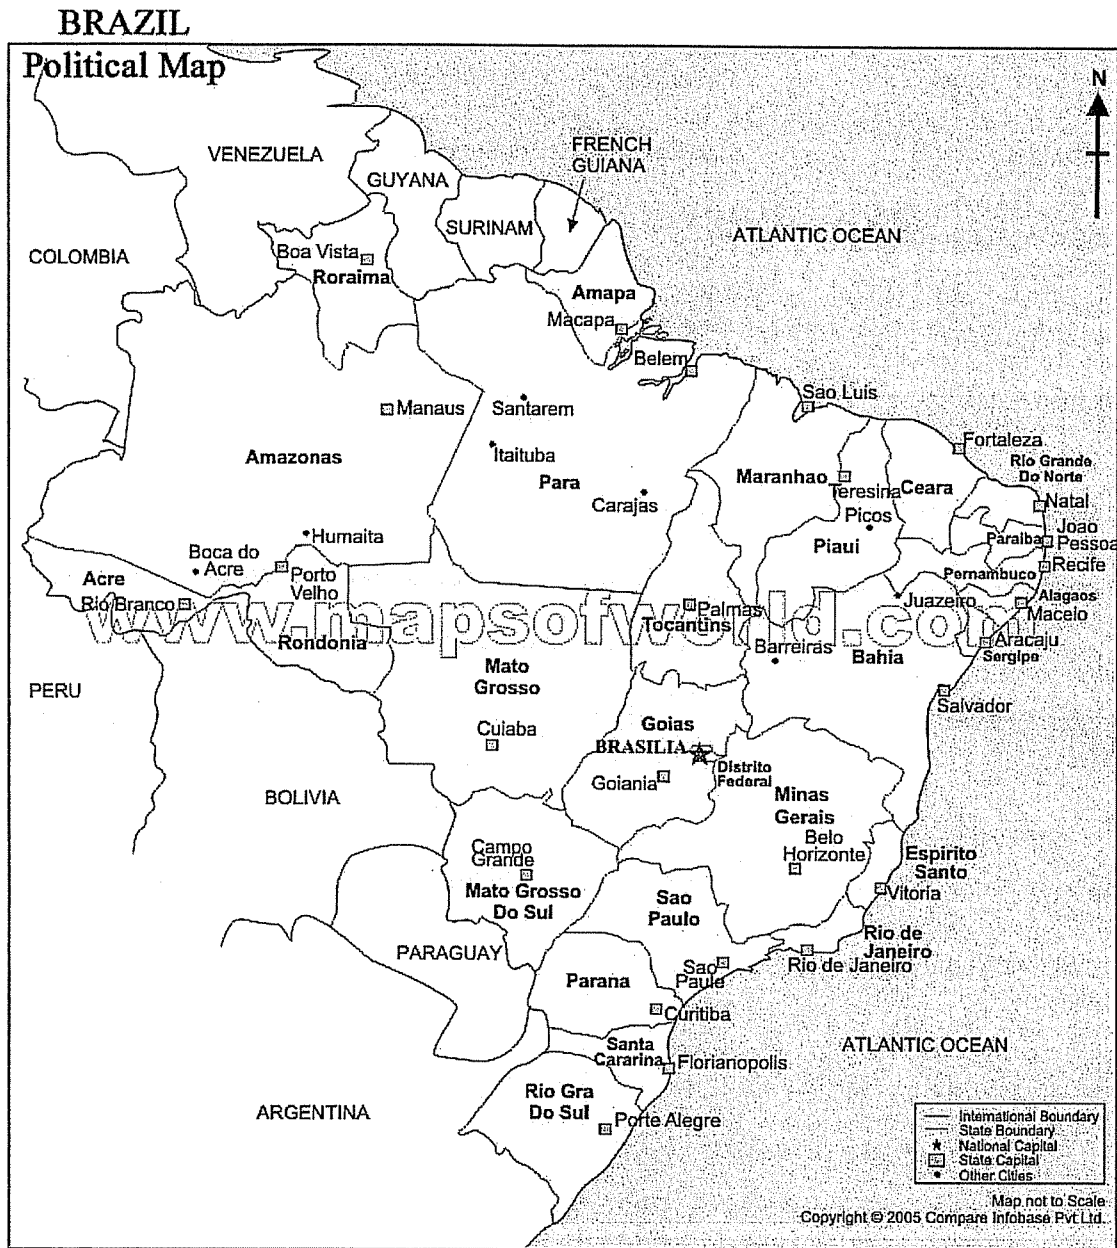 BRAZIL
Political Map
N
VENEZUELA
GUYANA
FRENCH
GUIANA
SURINAM
ATLANTIC OCEAN
COLOMBIA
Boa Vista
Roraima
Amapa
Macapa
Belem
Sao Luis
Manaus
Santarem
Fortaleza
Amazonas
Itaituba
Para
Maranhao
Teresina
Ceara
Rio Grande
Do Norte
Carajas
Picos
Natal
Humaita
Piaui
Paraiba
Joao
Pessoa
Boca do
Acre
Acre
Porto
Velho
Pernambuco
Recife
Rio Branco
Juazeiro
Alagaos
Maceio
www.mapsofworld.com
Palmas
Tocantins
Rondonia
Barreiras
Bahia
Aracaju
Sergipe
Mato
Grosso
PERU
Salvador
Cuiaba
Goias
BRASILIA
Distrito
Federal
Goiania
BOLIVIA
Minas
Gerais
Belo
Horizonte
Campo
Grande
Espirito
Santo
Mato Grosso
Do Sul
Sao
Paulo
Vitoria
PARAGUAY
Rio de
Janeiro
Rio de Janeiro
Sao
Paule
Parana
Curitiba
Santa
Cararina
Florianopolis
ATLANTIC OCEAN
ARGENTINA
Rio Gra
Do Sul
Porte Alegre
International Boundary
State Boundary
National Capital
State Capital
Other Cities
Map not to Scale
Copyright © 2005 Compare Infobase Pvt Ltd.